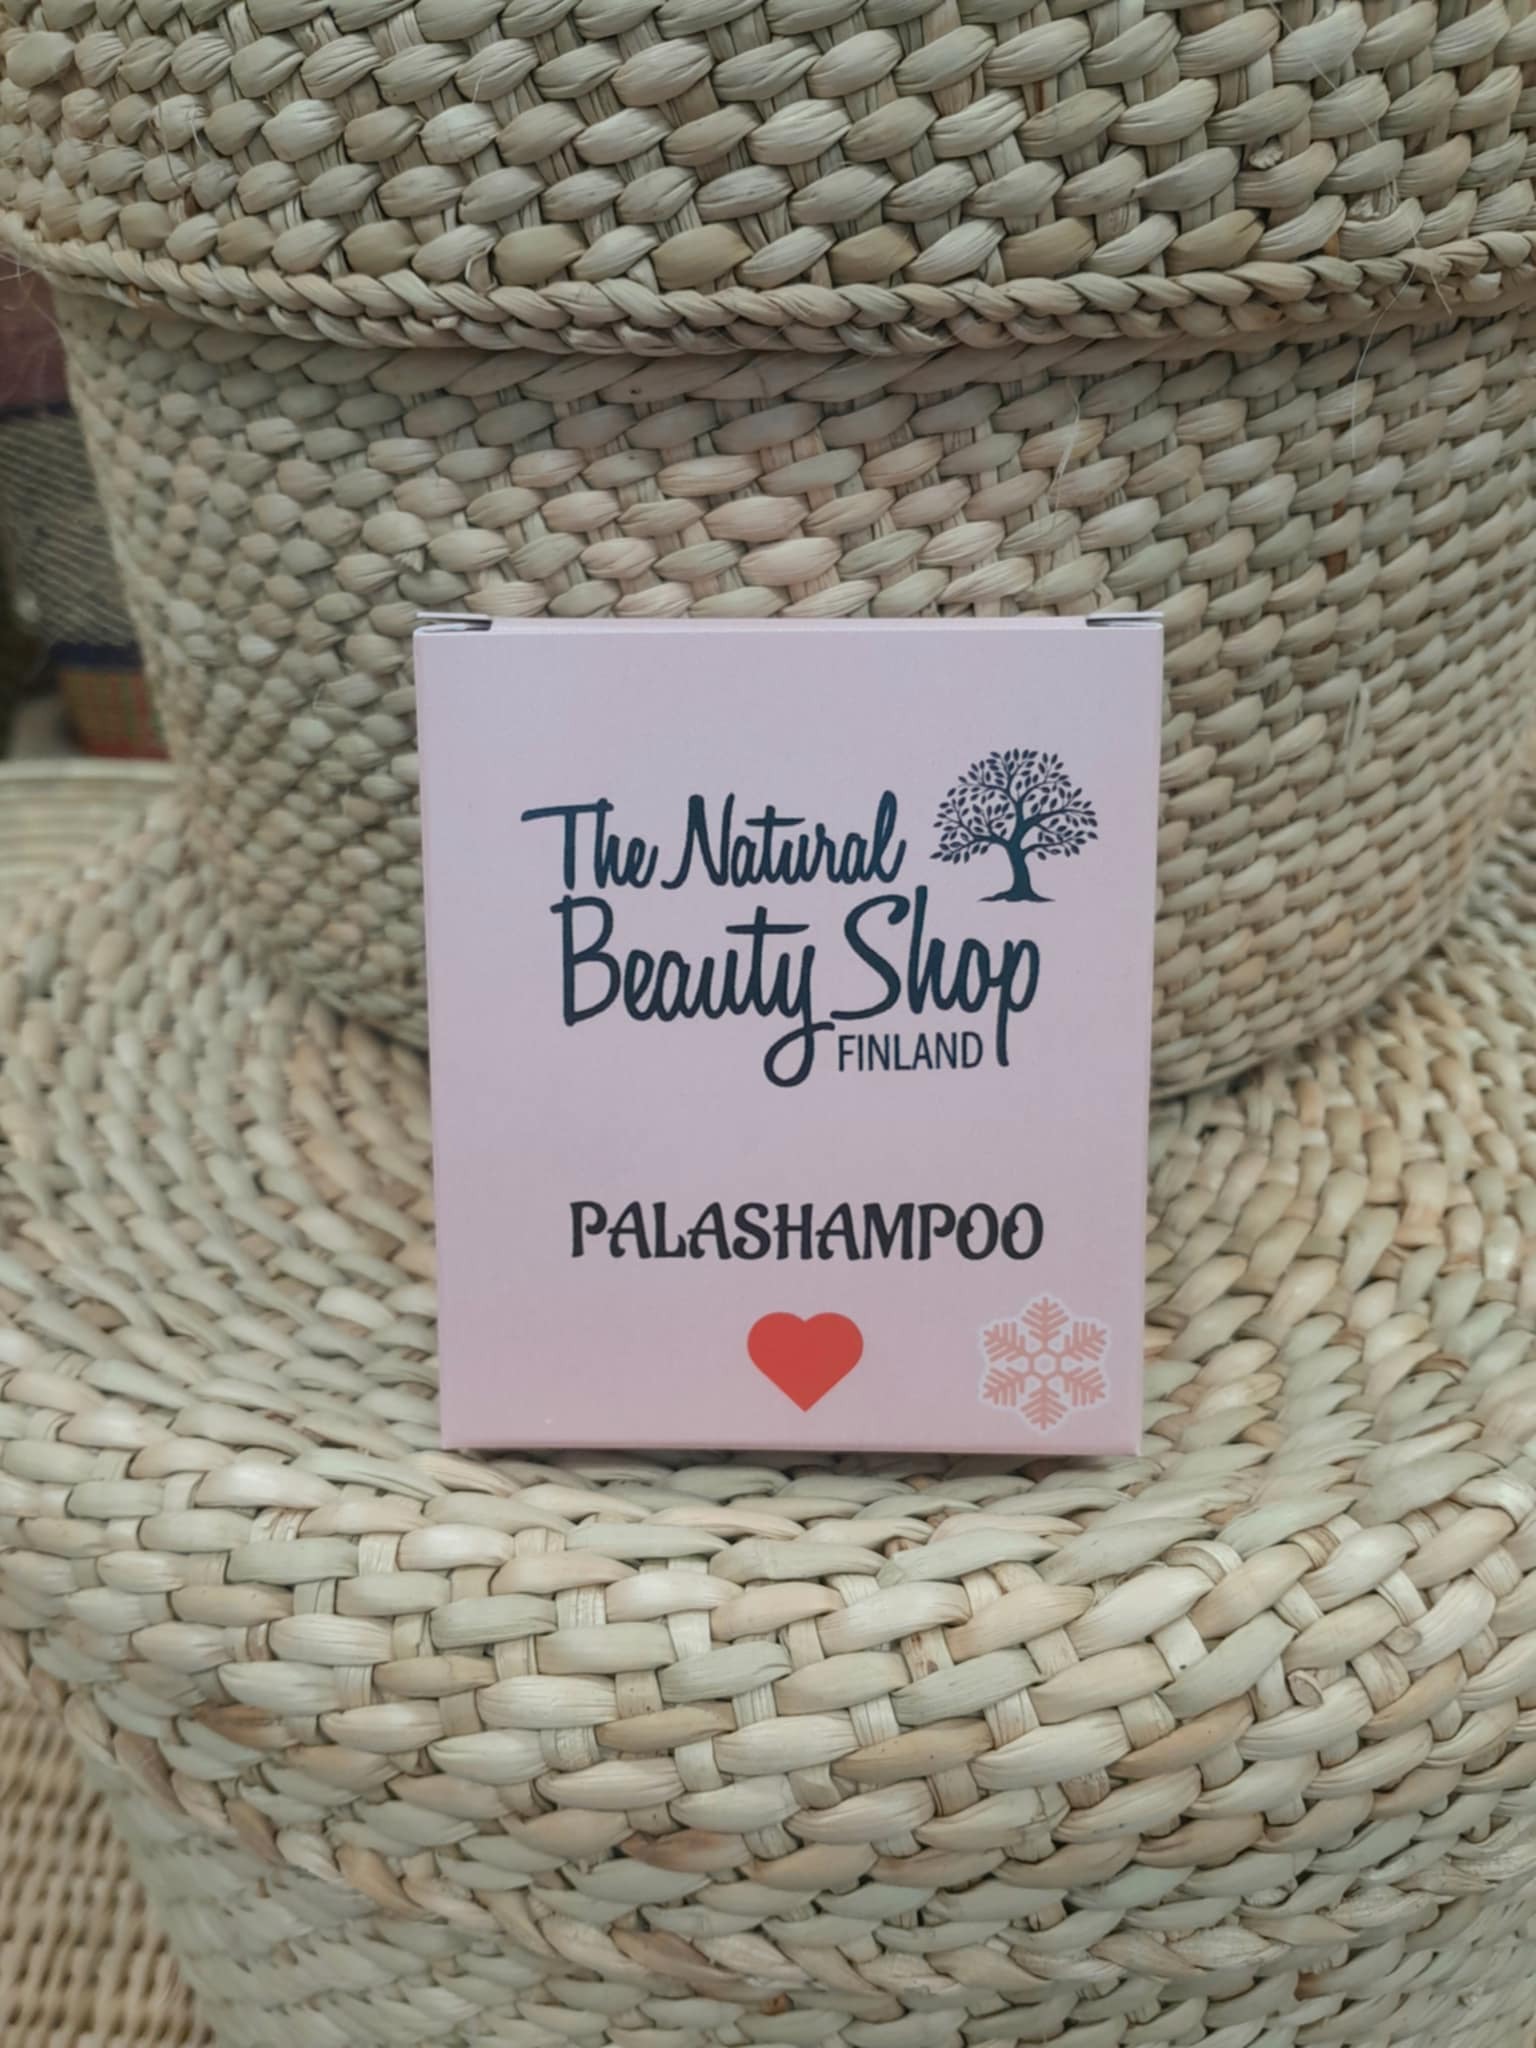 The Natural
Beauty Shop
FINLAND
PALASHAMPOO